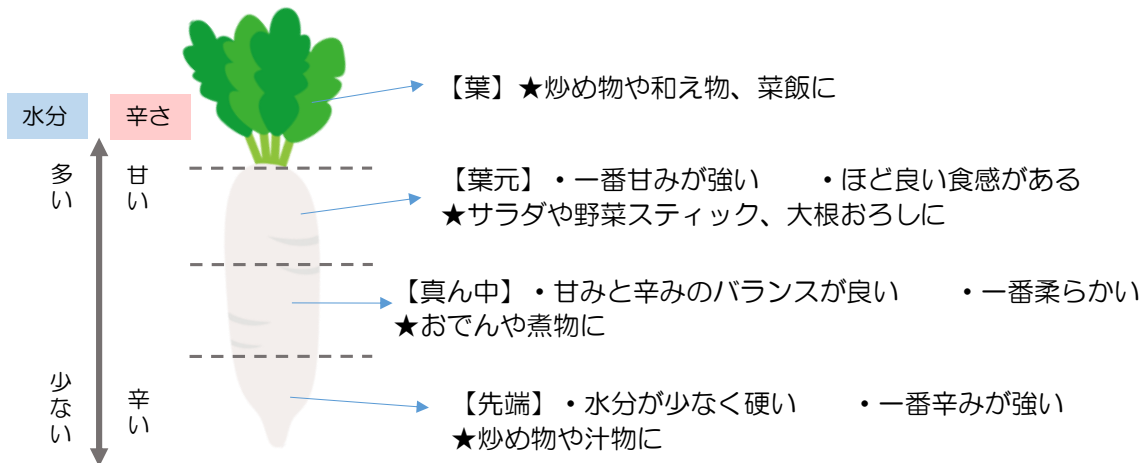 【葉】★炒め物や和え物、菜飯に
水分 辛さ
多い 甘い
【葉元】・一番甘みが強い　・ほど良い食感がある
★サラダや野菜スティック、大根おろしに
【真ん中】・甘みと辛みのバランスが良い　・一番柔らかい
★おでんや煮物に
少ない 辛い
【先端】・水分が少なく硬い　・一番辛みが強い
★炒め物や汁物に